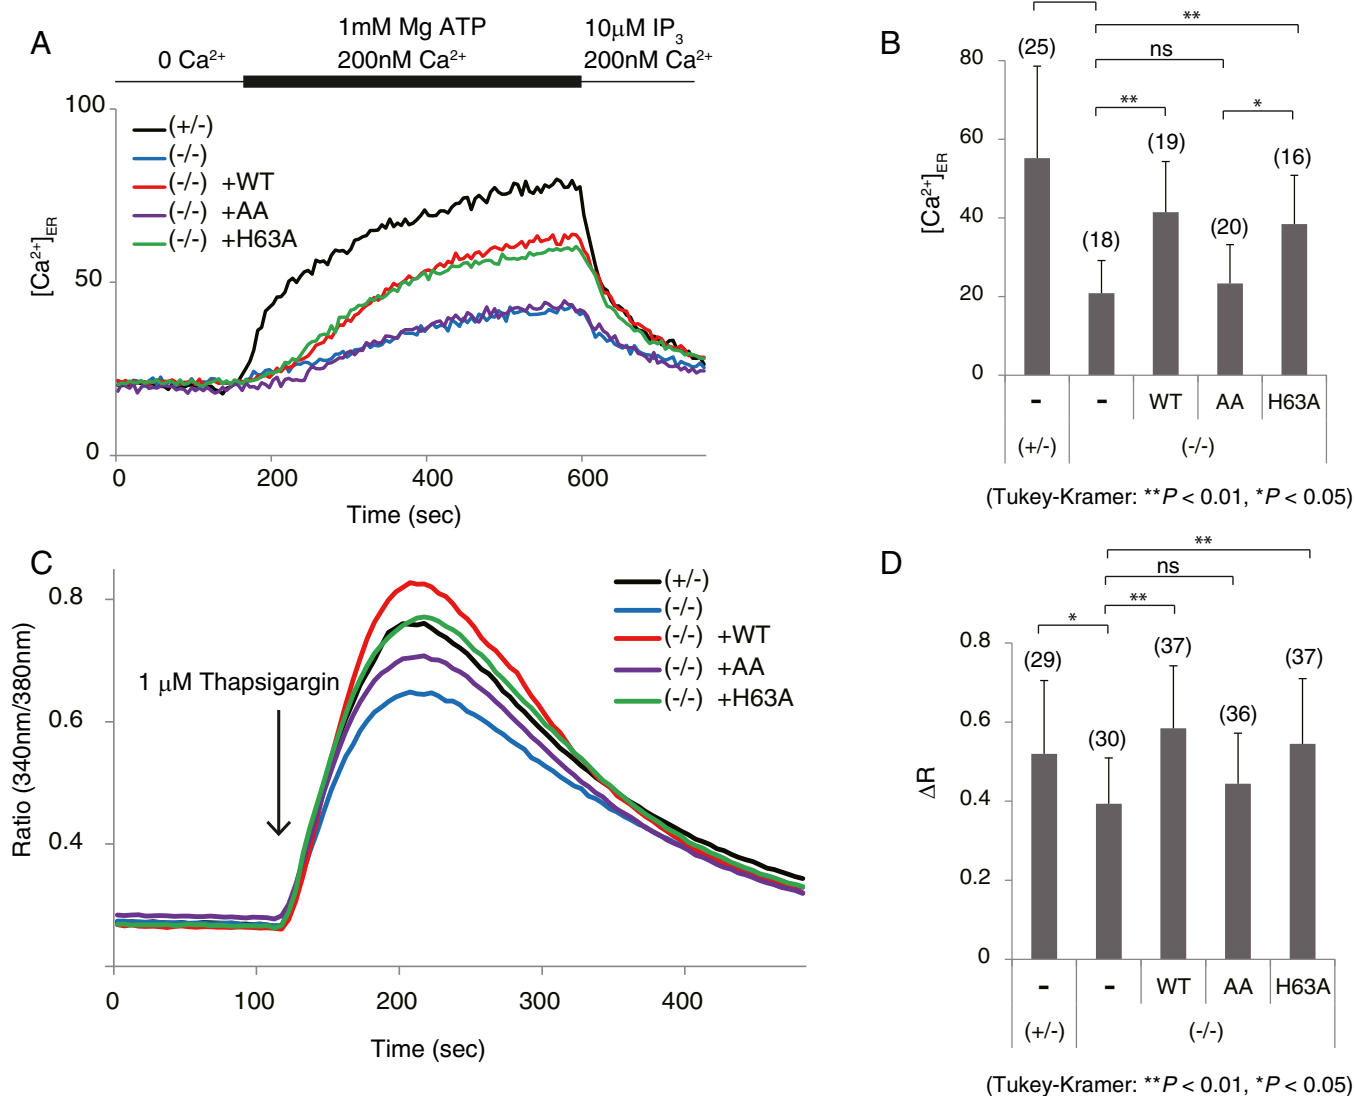 A
1mM Mg ATP
10µM IP3
0 Ca²⁺
200nM Ca²⁺
200nM Ca²⁺
100
50
0
[Ca²⁺]ER
(+/-)
(-/-)
(-/-) +WT
(-/-) +AA
(-/-) +H63A
0 200 400 600
Time (sec)
B
**
ns
**
*
(25)
(18)
(19)
(20)
(16)
80
60
40
20
0
[Ca²⁺]ER
- - WT AA H63A
(+/-) (-/-)
(Tukey-Kramer: **P < 0.01, *P < 0.05)
C
0.8
0.6
0.4
Ratio (340nm/380nm)
1 µM Thapsigargin
(+/-)
(-/-)
(-/-) +WT
(-/-) +AA
(-/-) +H63A
0 100 200 300 400
Time (sec)
D
**
ns
**
*
(29)
(30)
(37)
(36)
(37)
0.8
0.6
0.4
0.2
0
ΔR
- - WT AA H63A
(+/-) (-/-)
(Tukey-Kramer: **P < 0.01, *P < 0.05)